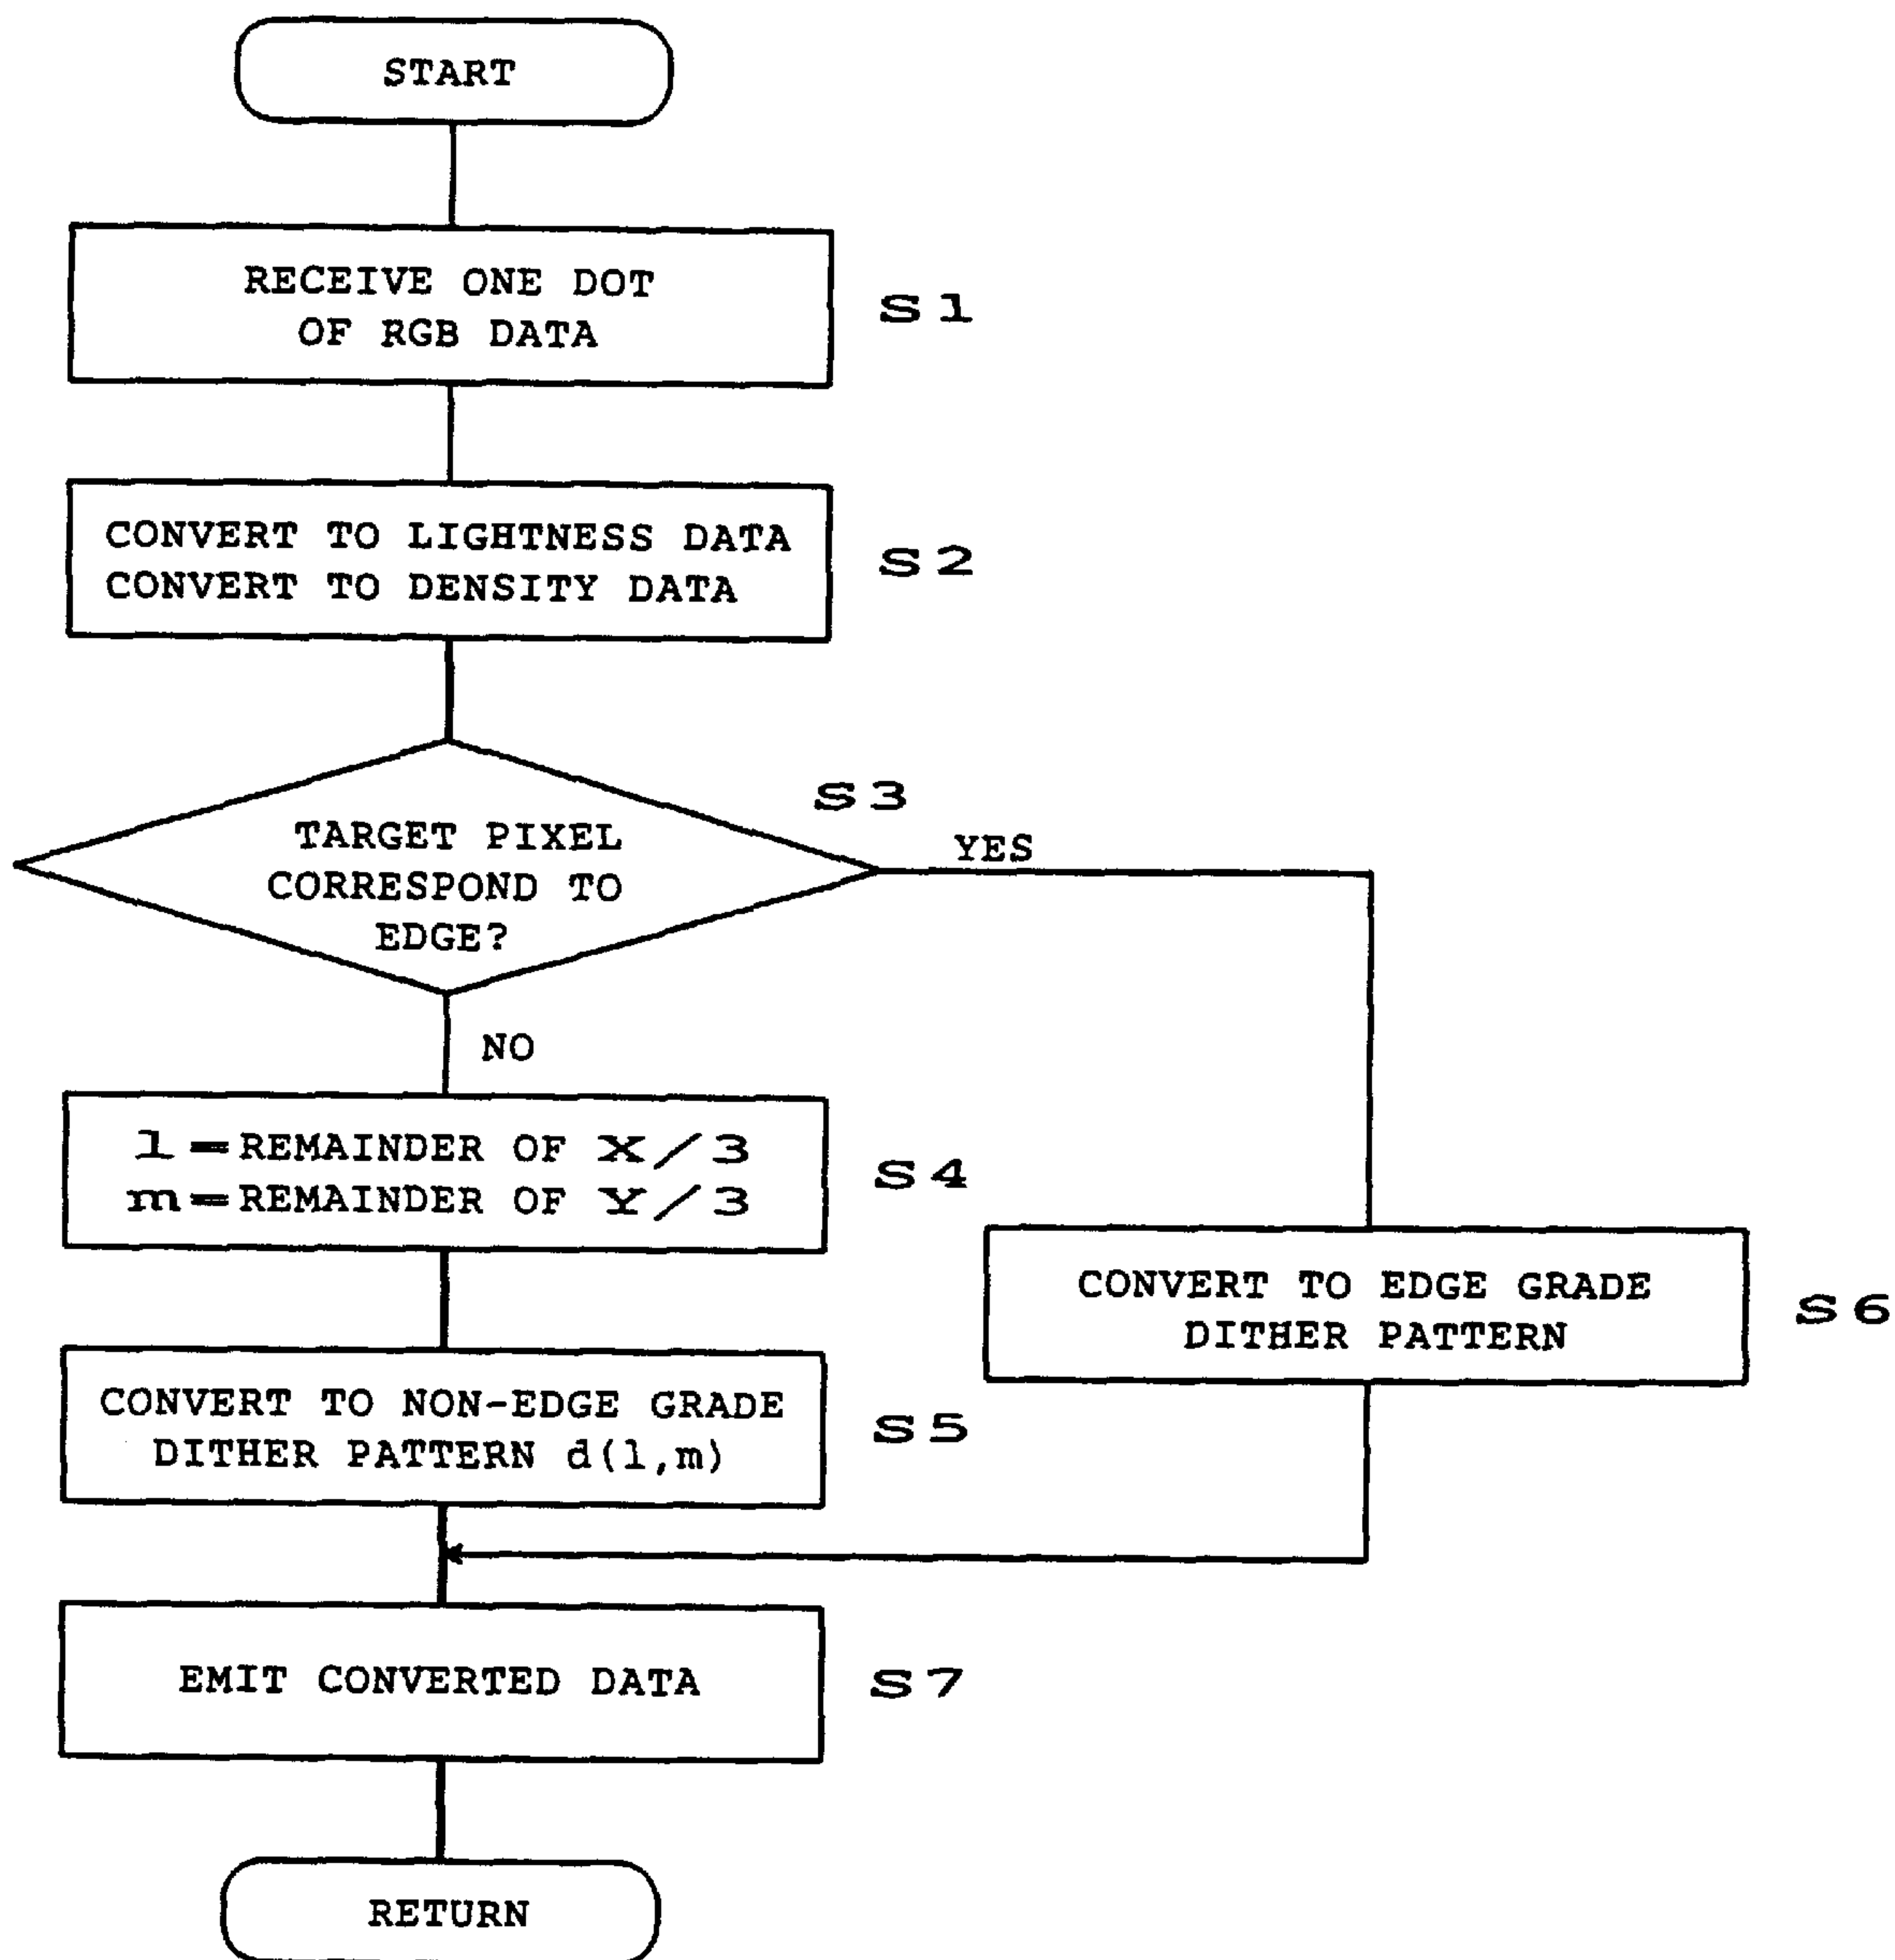 START
RECEIVE ONE DOT
OF RGB DATA
S1
CONVERT TO LIGHTNESS DATA
CONVERT TO DENSITY DATA
S2
S3
TARGET PIXEL
CORRESPOND TO
EDGE?
YES
NO
l=REMAINDER OF X/3
m=REMAINDER OF Y/3
S4
CONVERT TO EDGE GRADE
DITHER PATTERN
S6
CONVERT TO NON-EDGE GRADE
DITHER PATTERN d(l,m)
S5
EMIT CONVERTED DATA
S7
RETURN